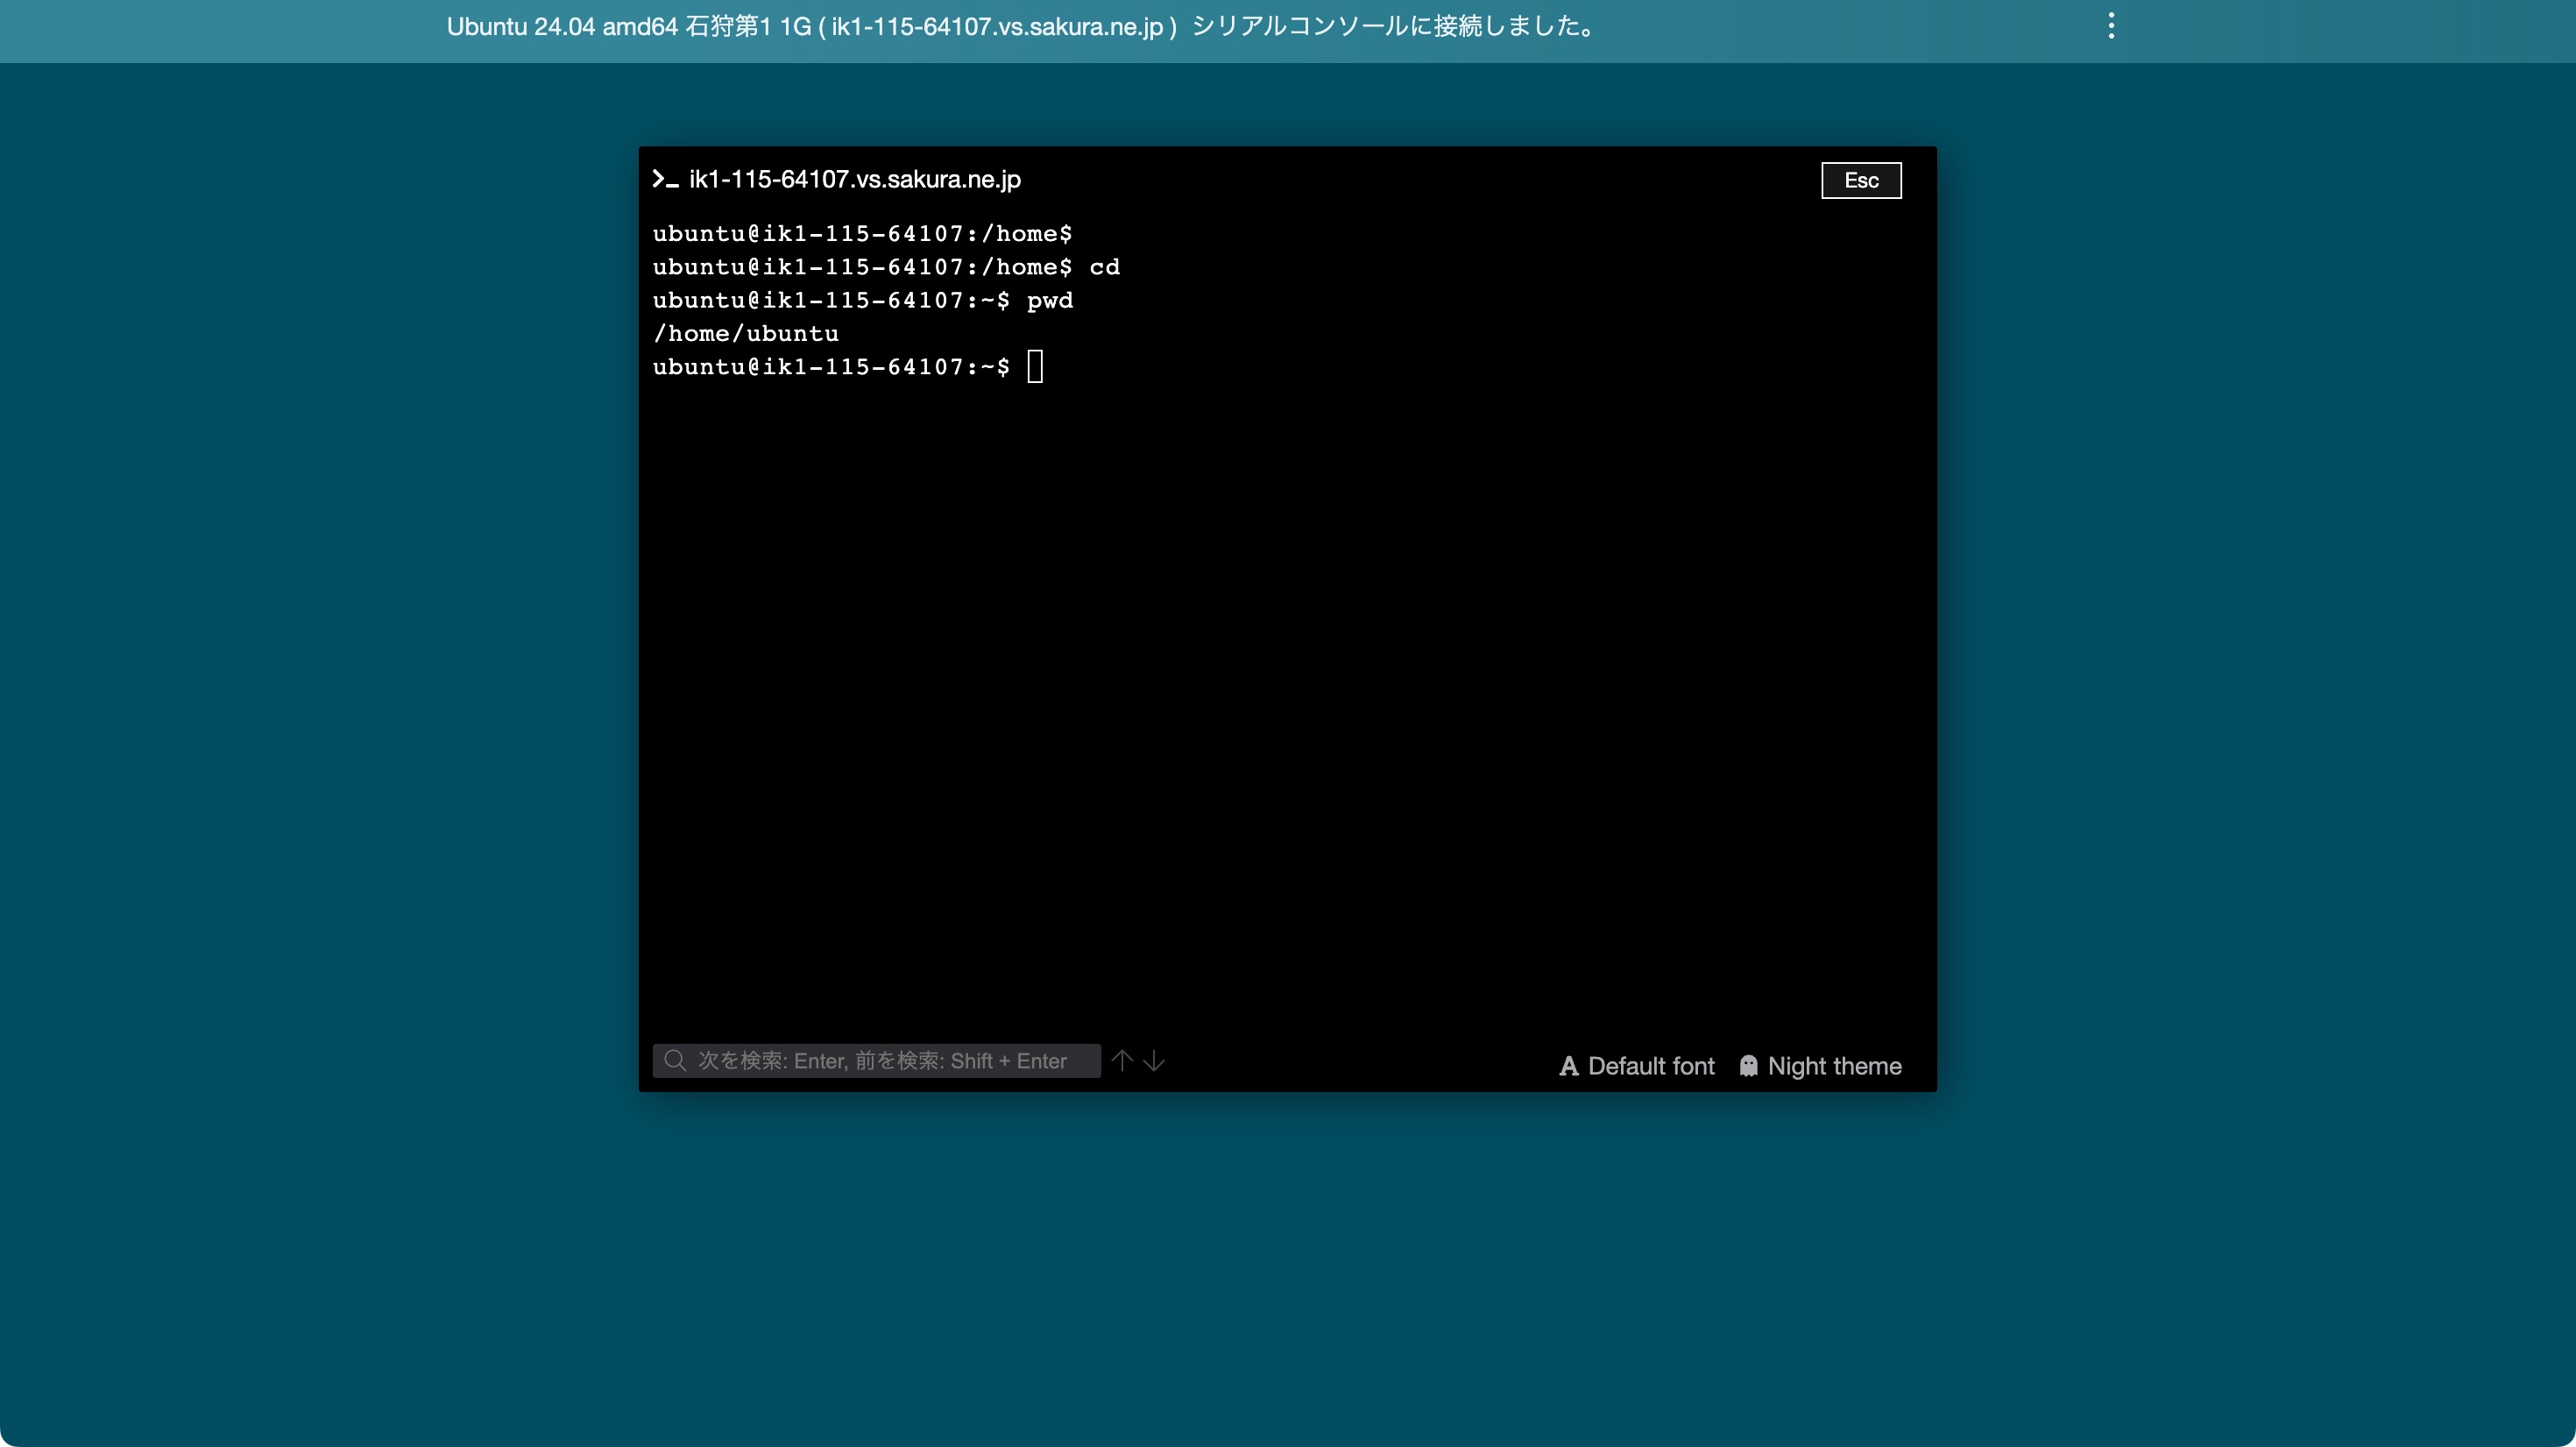 Ubuntu 24.04 amd64 石狩第1 1G ( ik1-115-64107.vs.sakura.ne.jp ) シリアルコンソールに接続しました。
ik1-115-64107.vs.sakura.ne.jp
Esc
ubuntu@ik1-115-64107:/home$
ubuntu@ik1-115-64107:/home$ cd
ubuntu@ik1-115-64107:~$ pwd
/home/ubuntu
ubuntu@ik1-115-64107:~$
次を検索: Enter, 前を検索: Shift + Enter
Default font
Night theme